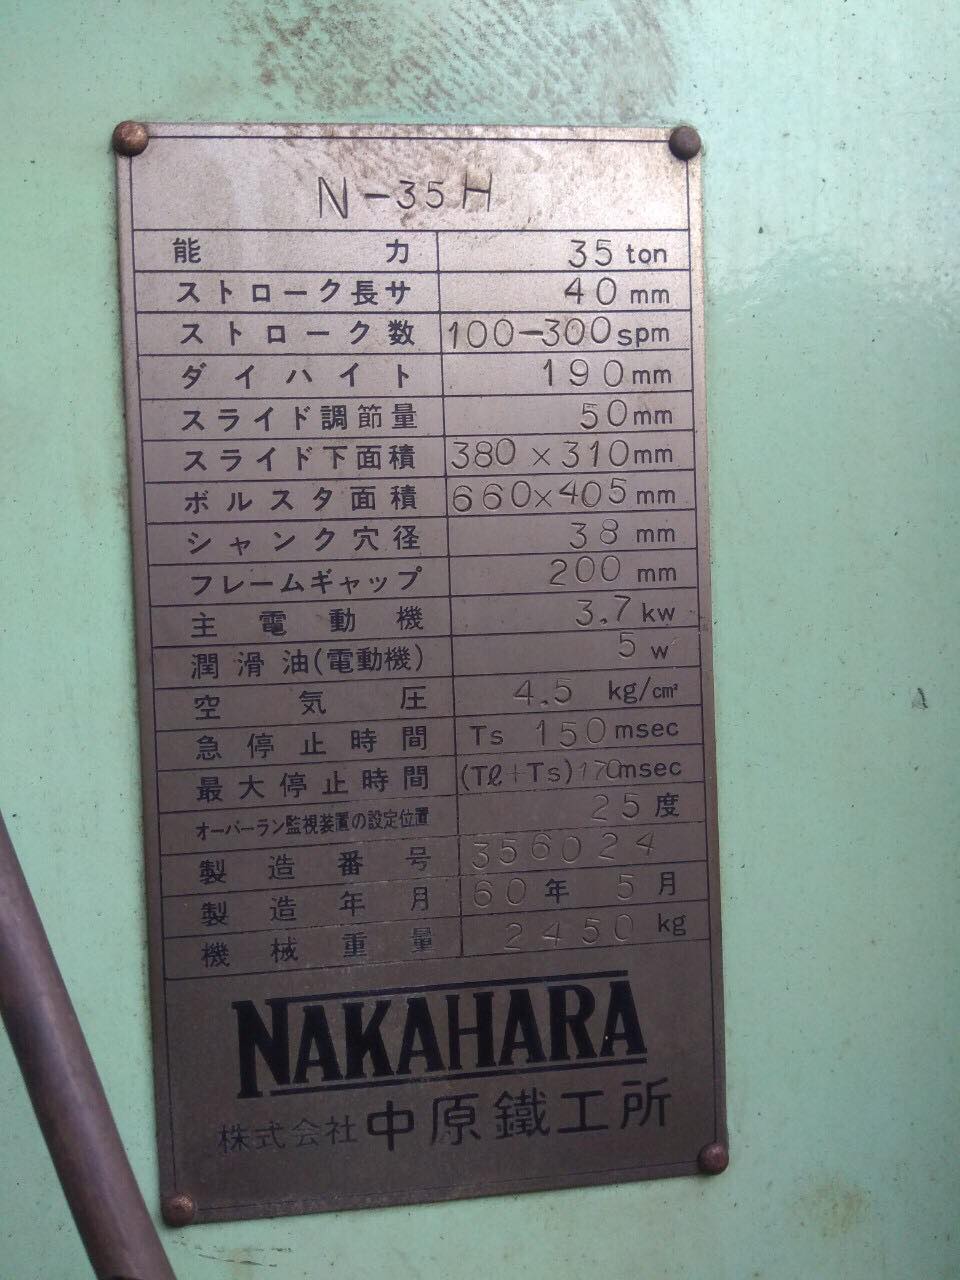 N-35H
能力 35 ton
ストローク長サ 40 mm
ストローク数 100-300 spm
ダイハイト 190 mm
スライド調節量 50 mm
スライド下面積 380×310 mm
ボルスタ面積 660×405 mm
シャンク穴径 38 mm
フレームギャップ 200 mm
主電動機 3.7 kw
潤滑油(電動機) 5 w
空気圧 4.5 kg/cm²
急停止時間 Ts 150 msec
最大停止時間 (Tℓ+Ts) 170 msec
オーバーラン監視装置の設定位置 25 度
製造番号 356024
製造年月 60年 5月
機械重量 2450 kg
NAKAHARA
株式会社 中原鐵工所